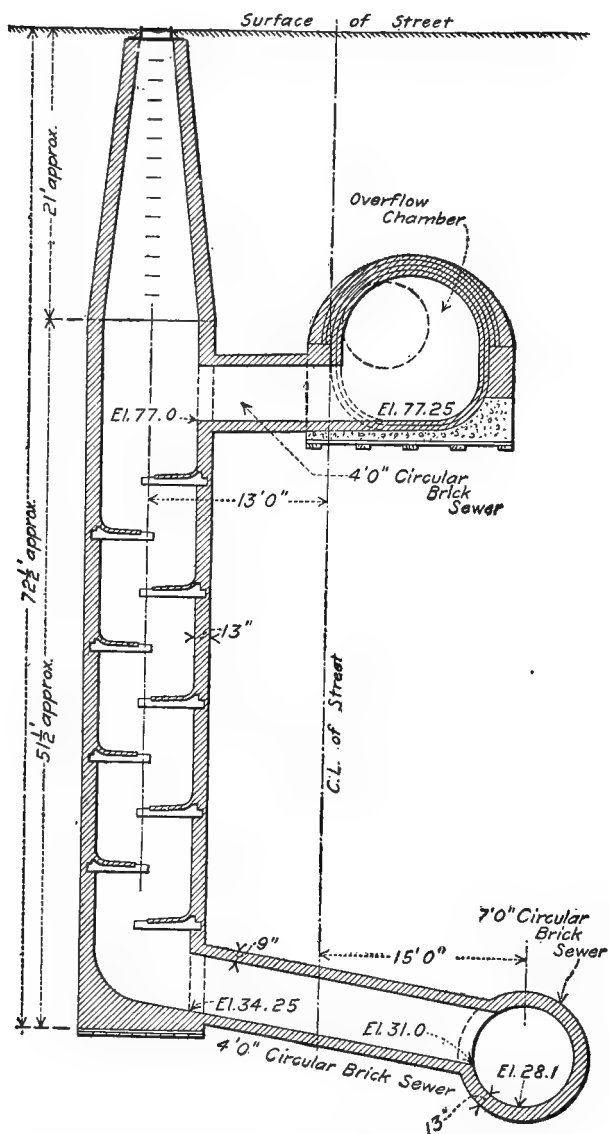 Surface of Street
21' approx.
Overflow
Chamber
El. 77.0
El. 77.25
4'0" Circular
Brick
Sewer
13'0"
72½' approx.
51½' approx.
13"
C.L. of Street
7'0" Circular
Brick
Sewer
9"
15'0"
El. 34.25
El. 31.0
El. 28.1
4'0" Circular Brick Sewer
13"